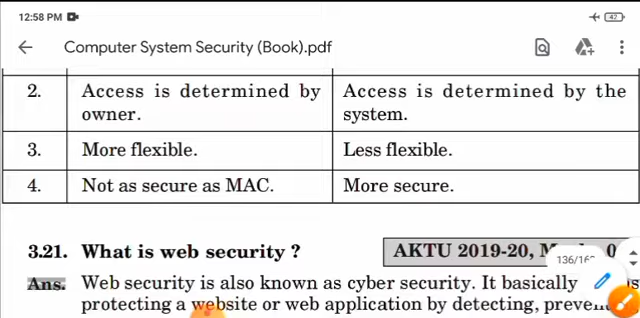 12:58 PM
42
Computer System Security (Book).pdf
2. Access is determined by owner. Access is determined by the system.
3. More flexible. Less flexible.
4. Not as secure as MAC. More secure.
3.21. What is web security ? AKTU 2019-20,
136/16
Ans. Web security is also known as cyber security. It basically
protecting a website or web application by detecting,